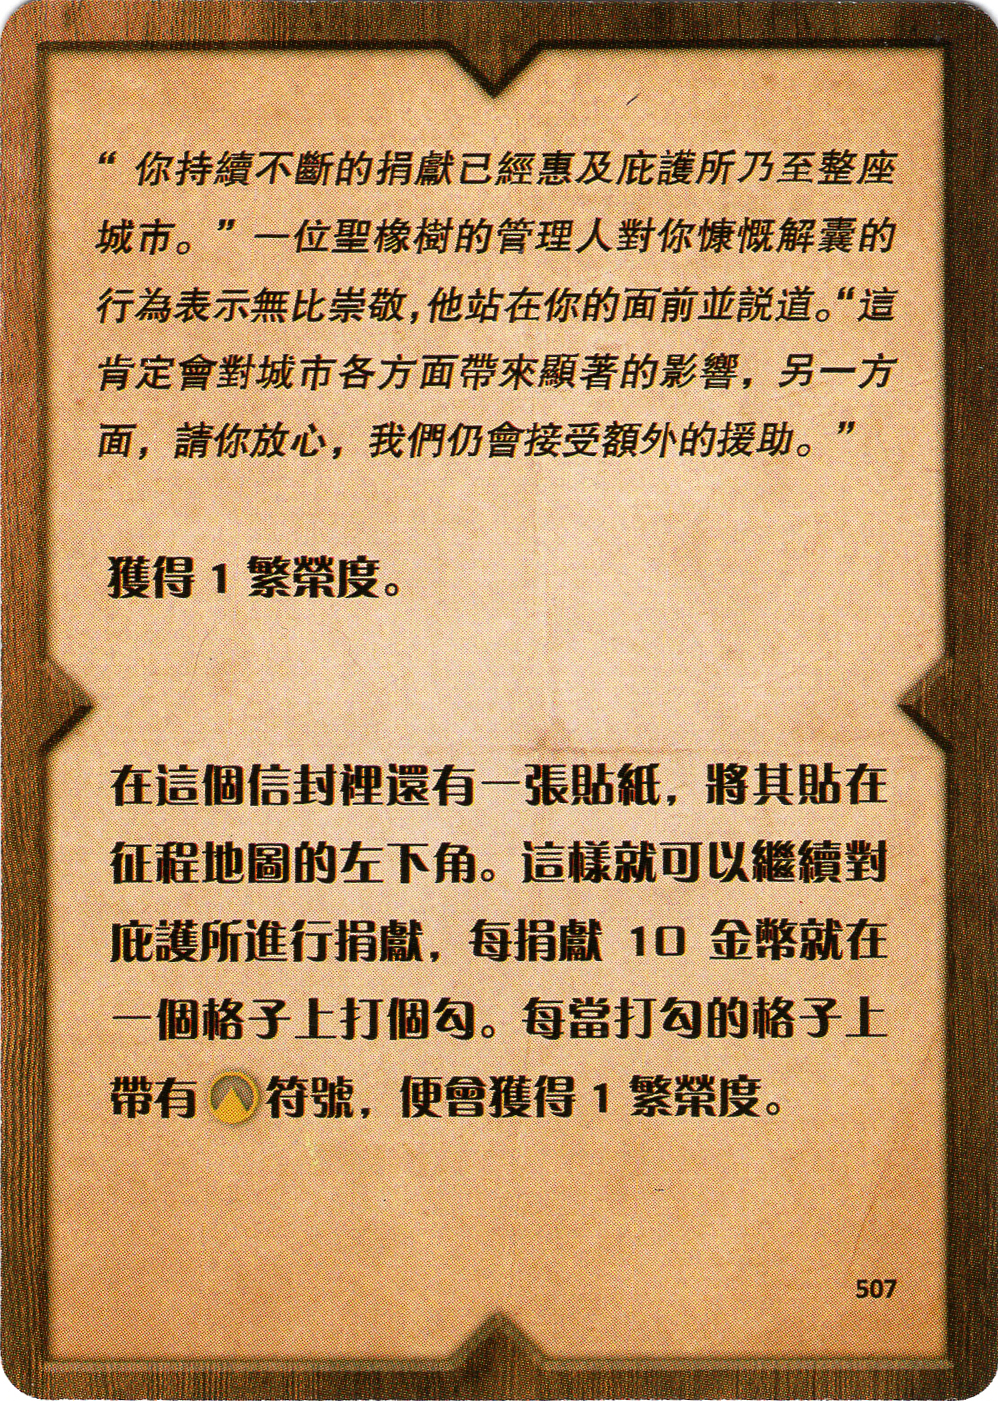 “ 你持續不斷的捐獻已經惠及庇護所乃至整座
城市。” 一位聖橡樹的管理人對你慷慨解囊的
行為表示無比崇敬，他站在你的面前並説道。“這
肯定會對城市各方面帶來顯著的影響，另一方
面，請你放心，我們仍會接受額外的援助。”
獲得 1 繁榮度。
在這個信封裡還有一張貼紙，將其貼在
征程地圖的左下角。這樣就可以繼續對
庇護所進行捐獻，每捐獻 10 金幣就在
一個格子上打個勾。每當打勾的格子上
帶有 符號，便會獲得 1 繁榮度。
507